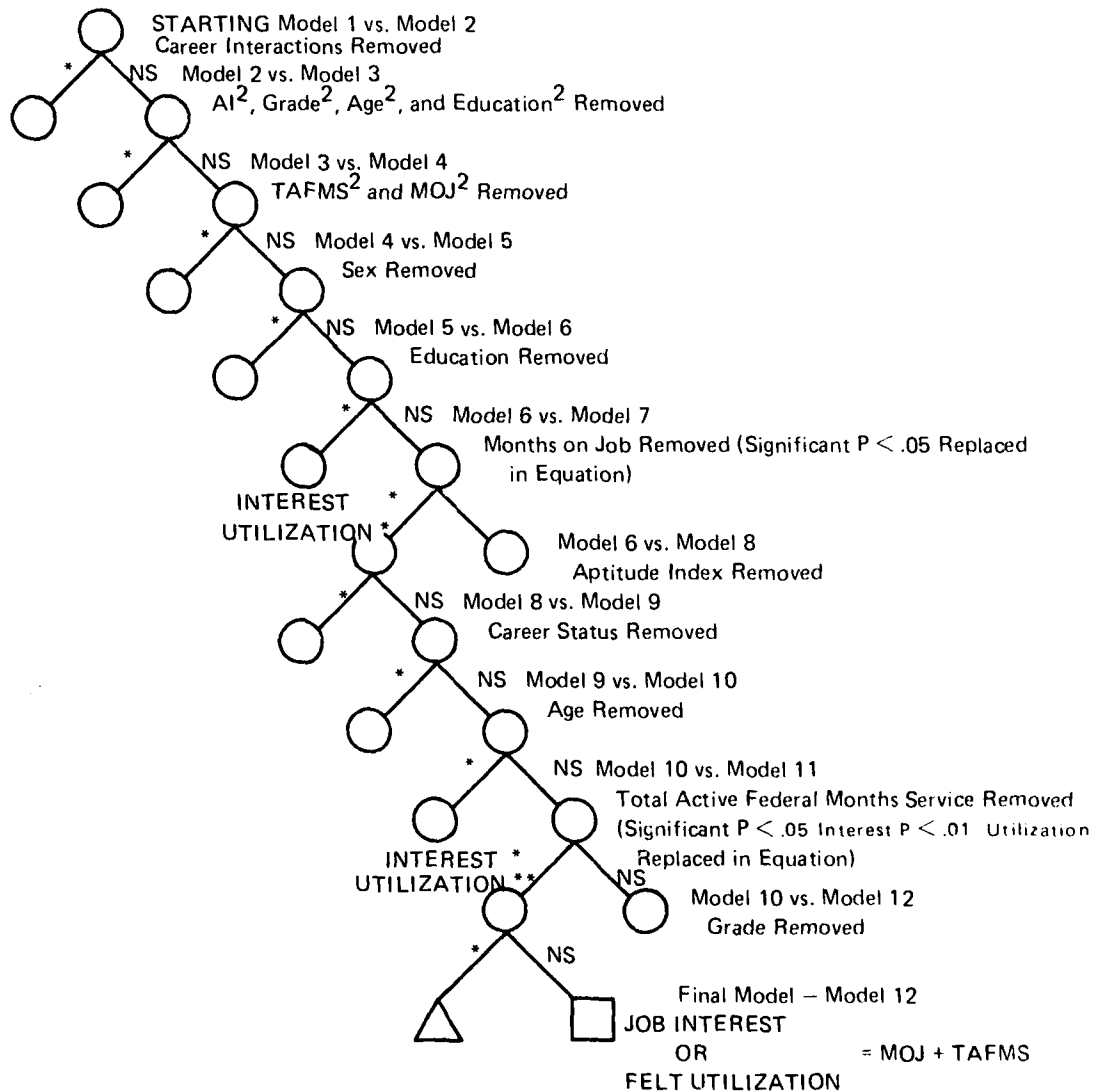 STARTING Model 1 vs. Model 2
Career Interactions Removed
* NS Model 2 vs. Model 3
AI², Grade², Age², and Education² Removed
* NS Model 3 vs. Model 4
TAFMS² and MOJ² Removed
* NS Model 4 vs. Model 5
Sex Removed
* NS Model 5 vs. Model 6
Education Removed
* NS Model 6 vs. Model 7
Months on Job Removed (Significant P < .05 Replaced
in Equation)
INTEREST *
UTILIZATION *
Model 6 vs. Model 8
Aptitude Index Removed
* NS Model 8 vs. Model 9
Career Status Removed
* NS Model 9 vs. Model 10
Age Removed
* NS Model 10 vs. Model 11
Total Active Federal Months Service Removed
(Significant P < .05 Interest P < .01 Utilization
Replaced in Equation)
INTEREST *
UTILIZATION ** NS
Model 10 vs. Model 12
Grade Removed
* NS
Final Model – Model 12
JOB INTEREST
OR = MOJ + TAFMS
FELT UTILIZATION